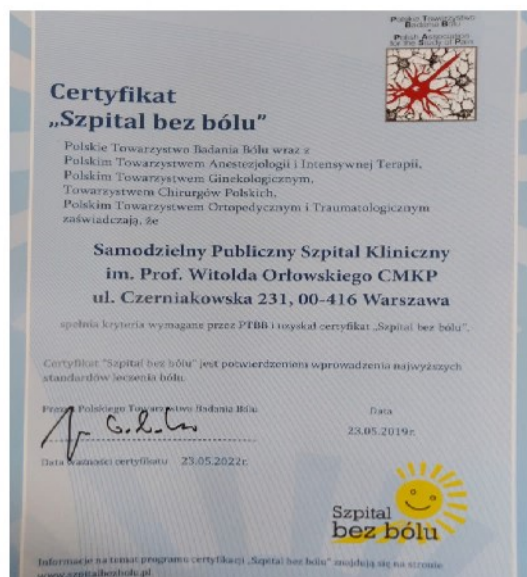 Polskie Towarzystwo
Badania Bólu
Polish Association
for the Study of Pain
Certyfikat
„Szpital bez bólu”
Polskie Towarzystwo Badania Bólu wraz z
Polskim Towarzystwem Anestezjologii i Intensywnej Terapii,
Polskim Towarzystwem Ginekologicznym,
Towarzystwem Chirurgów Polskich,
Polskim Towarzystwem Ortopedycznym i Traumatologicznym
zaświadczają, że
Samodzielny Publiczny Szpital Kliniczny
im. Prof. Witolda Orłowskiego CMKP
ul. Czerniakowska 231, 00-416 Warszawa
spełnia kryteria wymagane przez PTBB i uzyskał certyfikat „Szpital bez bólu”.
Certyfikat "Szpital bez bólu" jest potwierdzeniem wprowadzenia najwyższych
standardów leczenia bólu.
Prezes Polskiego Towarzystwa Badania Bólu
Data
23.05.2019r.
Data ważności certyfikatu 23.05.2022r.
Szpital
bez bólu
Informacje na temat programu certyfikacji „Szpital bez bólu” znajdują się na stronie
www.szpitalbezbolu.pl